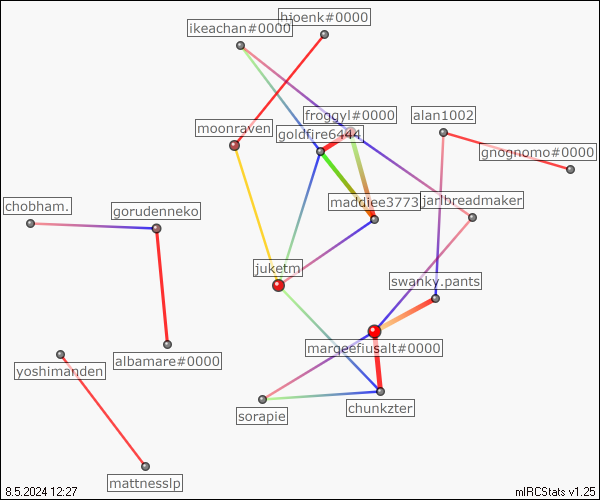 hjoenk#0000
ikeachan#0000
froggyl#0000
alan1002
moonraven
goldfire6444
gnognomo#0000
maddiee3773
jarlbreadmaker
chobham.
gorudenneko
juketm
swanky.pants
margeefiusalt#0000
albamare#0000
yoshimanden
sorapie
chunkzter
mattnesslp
8.5.2024 12:27
mIRCStats v1.25